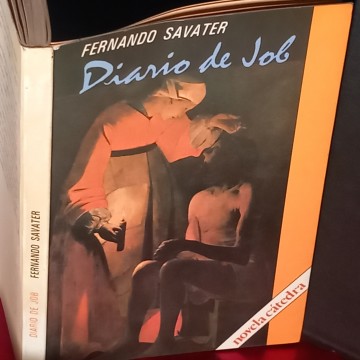 FERNANDO SAVATER
Diario de Job
novela cátedra
DIARIO DE JOB FERNANDO SAVATER